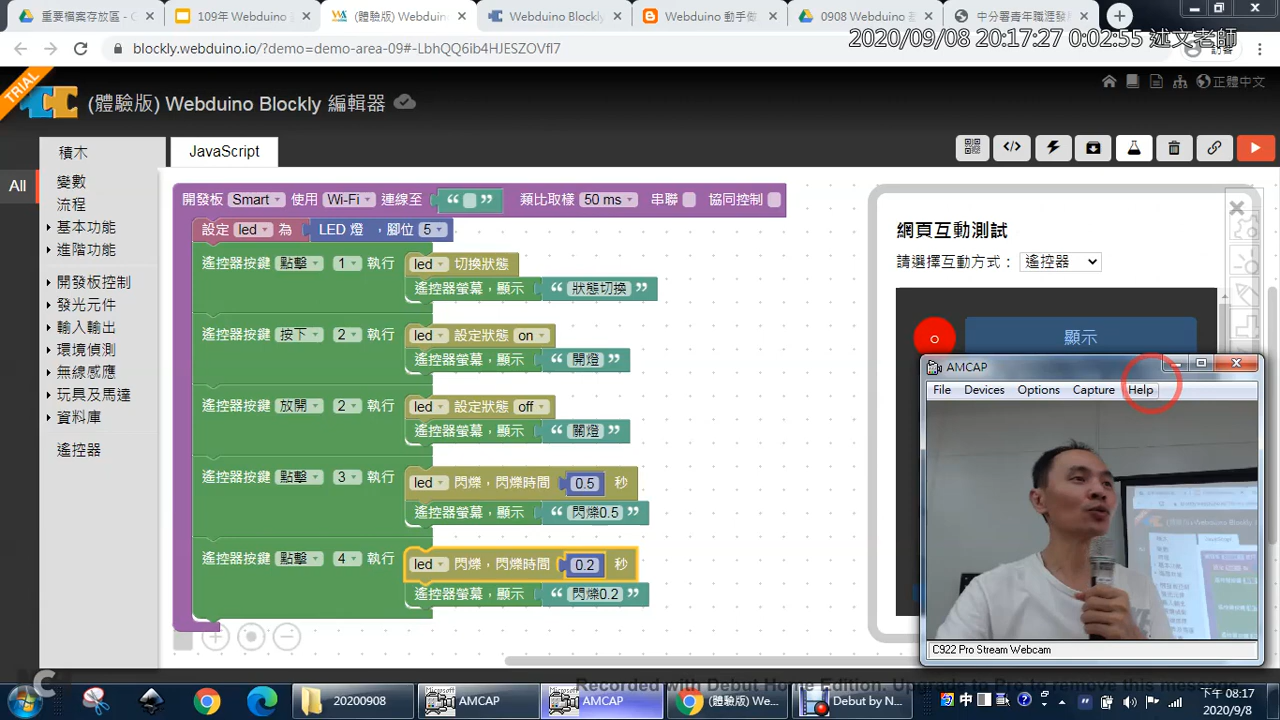 重要檔案存放區 - G
109年 Webduino
(體驗版) Webduin
Webduino Blockly
Webduino 動手做
0908 Webduino
中分署青年職涯發
blockly.webduino.io/?demo=demo-area-09#-LbhQQ6ib4HJESZOVfl7
2020/09/08 20:17:27 0:02:55 述文老師
TRIAL
(體驗版) Webduino Blockly 編輯器
正體中文
積木
JavaScript
All
變數
流程
基本功能
進階功能
開發板控制
發光元件
輸入輸出
環境偵測
無線感應
玩具及馬達
資料庫
遙控器
開發板 Smart 使用 Wi-Fi 連線至 “ ” 類比取樣 50 ms 串聯 協同控制
設定 led 為 LED 燈 ,腳位 5
遙控器按鍵 點擊 1 執行 led 切換狀態
遙控器螢幕,顯示 “ 狀態切換 ”
遙控器按鍵 按下 2 執行 led 設定狀態 on
遙控器螢幕,顯示 “ 開燈 ”
遙控器按鍵 放開 2 執行 led 設定狀態 off
遙控器螢幕,顯示 “ 關燈 ”
遙控器按鍵 點擊 3 執行 led 閃爍,閃爍時間 0.5 秒
遙控器螢幕,顯示 “ 閃爍0.5 ”
遙控器按鍵 點擊 4 執行 led 閃爍,閃爍時間 0.2 秒
遙控器螢幕,顯示 “ 閃爍0.2 ”
網頁互動測試
請選擇互動方式: 遙控器
顯示
AMCAP
File Devices Options Capture Help
C922 Pro Stream Webcam
Recorded with Debut Home Edition. Upgrade to Pro to remove this message
20200908
AMCAP
AMCAP
(體驗版) We...
Debut by N...
中
下午 08:17
2020/9/8